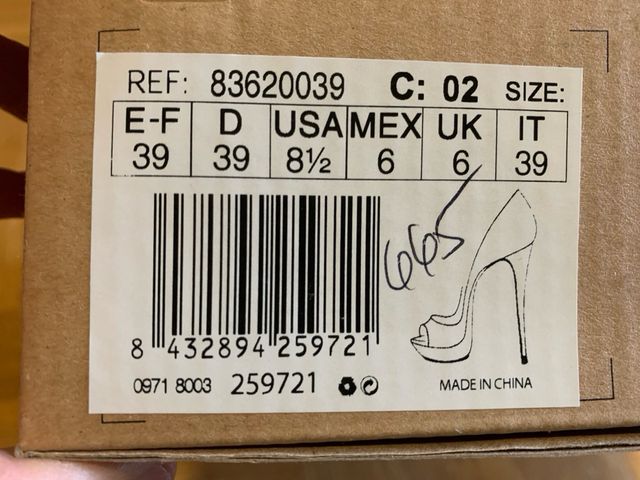 REF: 83620039 C: 02 SIZE:
E-F D USA MEX UK IT
39 39 8½ 6 6 39
665
8 432894 259721
0971 8003 259721
MADE IN CHINA